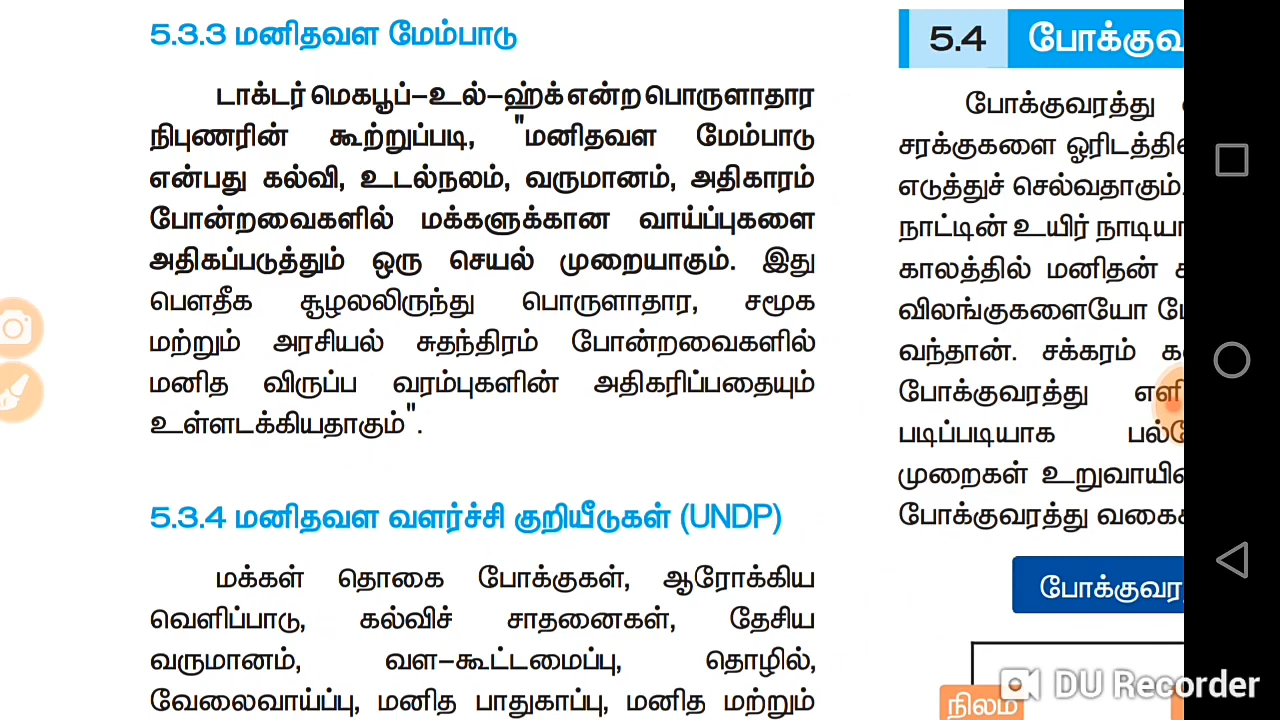 5.3.3 மனிதவள மேம்பாடு
டாக்டர் மெகபூப்–உல்–ஹக் என்ற பொருளாதார
நிபுணரின் கூற்றுப்படி, "மனிதவள மேம்பாடு
என்பது கல்வி, உடல்நலம், வருமானம், அதிகாரம்
போன்றவைகளில் மக்களுக்கான வாய்ப்புகளை
அதிகப்படுத்தும் ஒரு செயல் முறையாகும். இது
பௌதீக சூழலலிருந்து பொருளாதார, சமூக
மற்றும் அரசியல் சுதந்திரம் போன்றவைகளில்
மனித விருப்ப வரம்புகளின் அதிகரிப்பதையும்
உள்ளடக்கியதாகும்".
5.3.4 மனிதவள வளர்ச்சி குறியீடுகள் (UNDP)
மக்கள் தொகை போக்குகள், ஆரோக்கிய
வெளிப்பாடு, கல்விச் சாதனைகள், தேசிய
வருமானம், வள–கூட்டமைப்பு, தொழில்,
வேலைவாய்ப்பு, மனித பாதுகாப்பு, மனித மற்றும்
5.4
போக்குவரத்து
சரக்குகளை
எடுத்துச் செல்வதாகும்.
நாட்டின் உயிர்
காலத்தில் மனிதன்
விலங்குகளையோ
வந்தான். சக்கரம்
போக்குவரத்து
படிப்படியாக
முறைகள்
போக்குவரத்து
நிலம்
DU Recorder